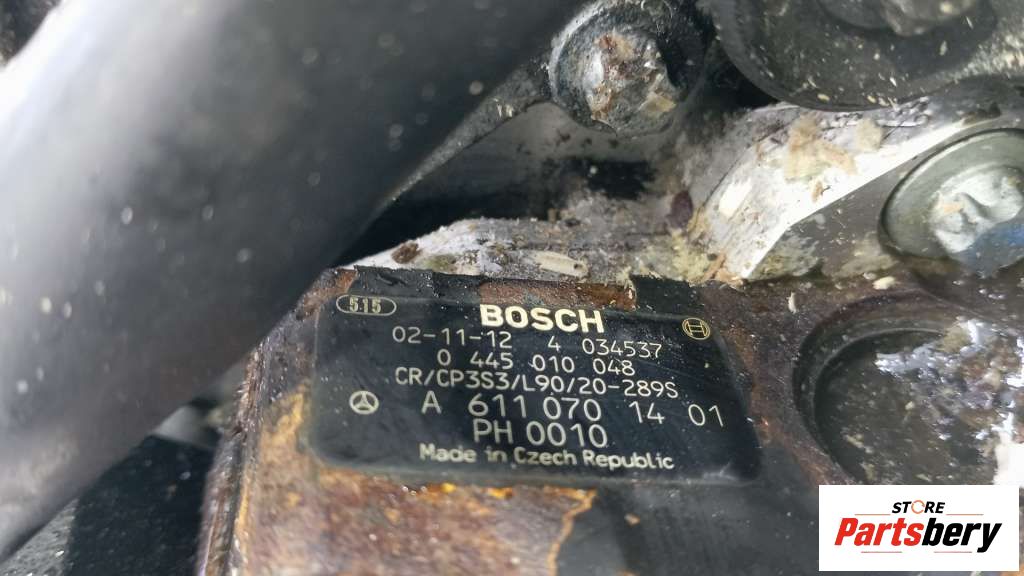 515
BOSCH
02-11-12 4 034537
0 445 010 048
CR/CP3S3/L90/20-289S
A 611 070 14 01
PH 0010
Made in Czech Republic
STORE
Partsbery